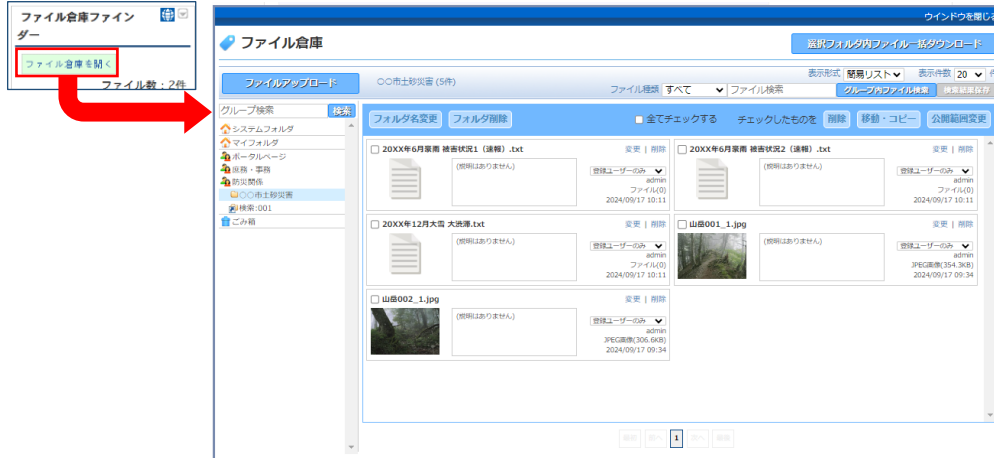 ファイル倉庫ファイン
ダー
ファイル倉庫を開く
ファイル数：2件
ウインドウを閉じる
ファイル倉庫
選択フォルダ内ファイル一括ダウンロード
ファイルアップロード
〇〇市土砂災害 (5件)
表示形式 簡易リスト 表示件数 20 件
ファイル種類 すべて ファイル検索 グループ内ファイル検索 検索結果保存
グループ検索 検索
システムフォルダ
マイフォルダ
ポータルページ
庶務・事務
防災関係
〇〇市土砂災害
検索:001
ごみ箱
フォルダ名変更 フォルダ削除 全てチェックする チェックしたものを 削除 移動・コピー 公開範囲変更
20XX年6月豪雨 被害状況1（速報）.txt 変更 | 削除
(説明はありません)
登録ユーザーのみ
admin
ファイル(0)
2024/09/17 10:11
20XX年6月豪雨 被害状況2（速報）.txt 変更 | 削除
(説明はありません)
登録ユーザーのみ
admin
ファイル(0)
2024/09/17 10:11
20XX年12月大雪 大渋滞.txt 変更 | 削除
(説明はありません)
登録ユーザーのみ
admin
ファイル(0)
2024/09/17 10:11
山岳001_1.jpg 変更 | 削除
(説明はありません)
登録ユーザーのみ
admin
JPEG画像(354.3KB)
2024/09/17 09:34
山岳002_1.jpg 変更 | 削除
(説明はありません)
登録ユーザーのみ
admin
JPEG画像(306.6KB)
2024/09/17 09:34
1